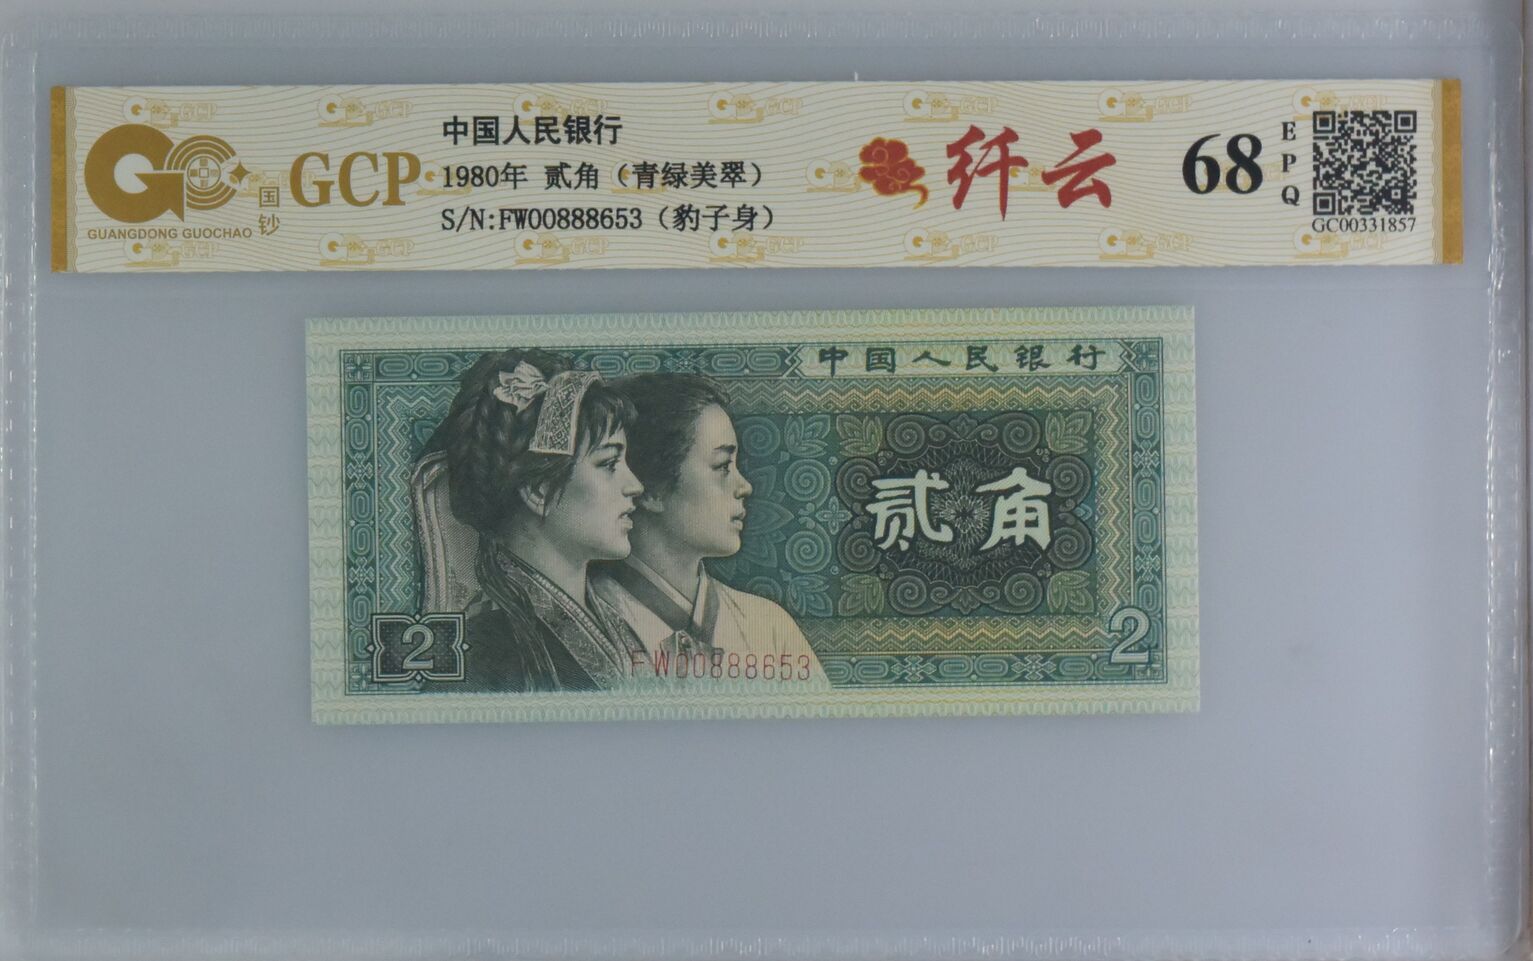 中国人民银行
1980年 贰角（青绿美翠）
S/N:FW00888653（豹子身）
GCP
国钞
GUANGDONG GUOCHAO
纤云
68
EPQ
GC00331857
中国人民银行
贰角
2
2
FW00888653